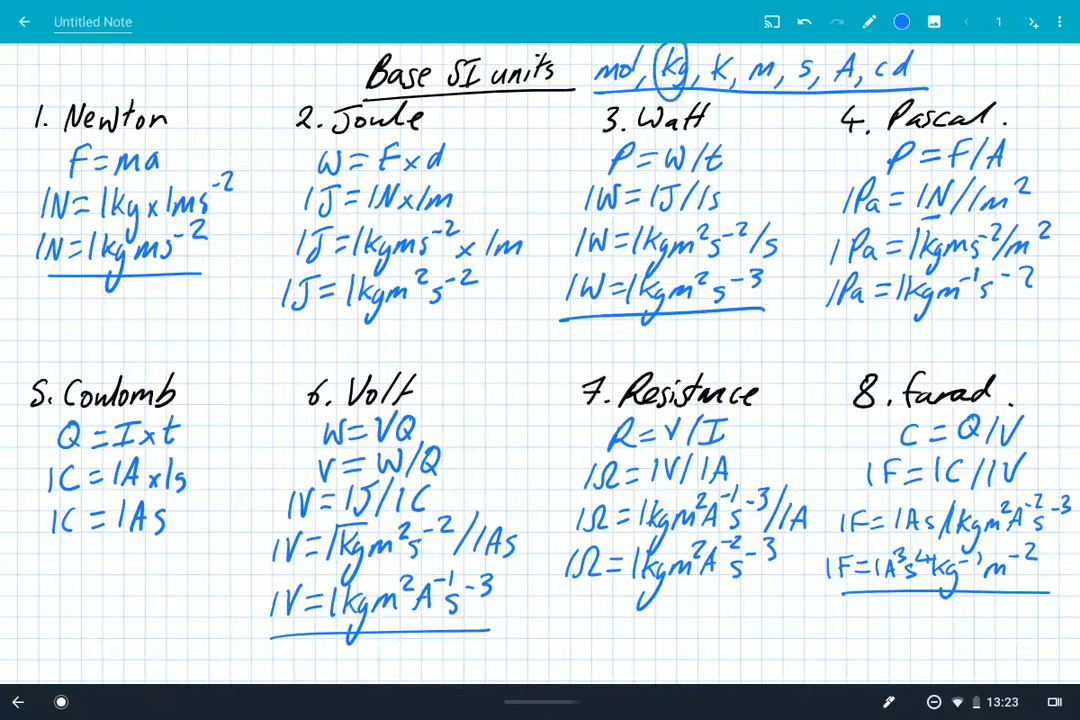 Untitled Note
1
Base SI units
mol, kg, K, m, s, A, cd
1. Newton
F = ma
1N = 1kg x 1ms⁻²
1N = 1kgms⁻²
2. Joule
W = F x d
1J = 1N x 1m
1J = 1kgms⁻² x 1m
1J = 1kgm²s⁻²
3. Watt
P = W/t
1W = 1J/1s
1W = 1kgm²s⁻²/s
1W = 1kgm²s⁻³
4. Pascal.
P = F/A
1Pa = 1N/1m²
1Pa = 1kgms⁻²/m²
1Pa = 1kgm⁻¹s⁻²
5. Coulomb
Q = I x t
1C = 1A x 1s
1C = 1As
6. Volt
W = VQ
V = W/Q
1V = 1J/1C
1V = 1kgm²s⁻²/1As
1V = 1kgm²A⁻¹s⁻³
7. Resistance
R = V/I
1Ω = 1V/1A
1Ω = 1kgm²A⁻¹s⁻³/1A
1Ω = 1kgm²A⁻²s⁻³
8. Farad.
C = Q/V
1F = 1C/1V
1F = 1As/1kgm²A⁻²s⁻³
1F = 1A³s⁴kg⁻¹m⁻²
13:23